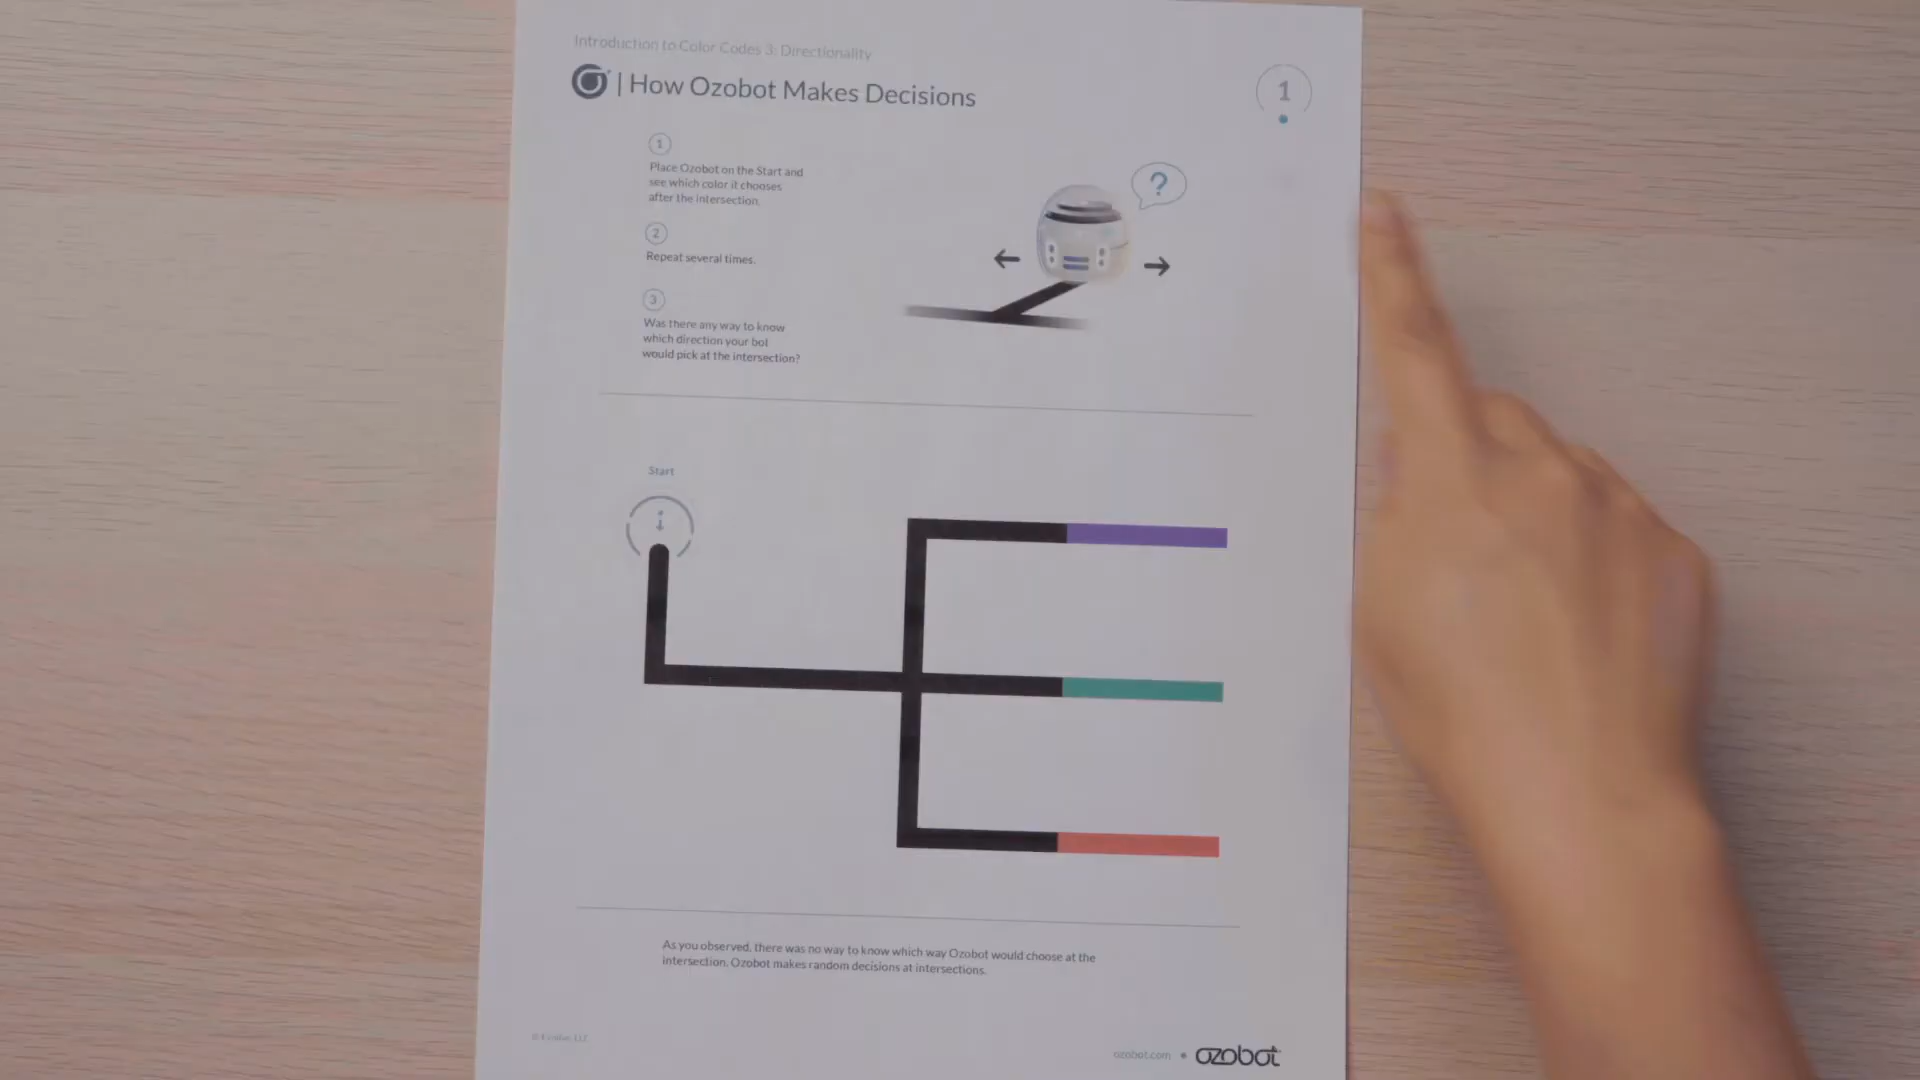 Introduction to Color Codes 3: Directionality
| How Ozobot Makes Decisions
1
1
Place Ozobot on the Start and
see which color it chooses
after the intersection.
?
2
Repeat several times.
3
Was there any way to know
which direction your bot
would pick at the intersection?
Start
As you observed, there was no way to know which way Ozobot would choose at the
intersection. Ozobot makes random decisions at intersections.
ozobot.com • ozobot